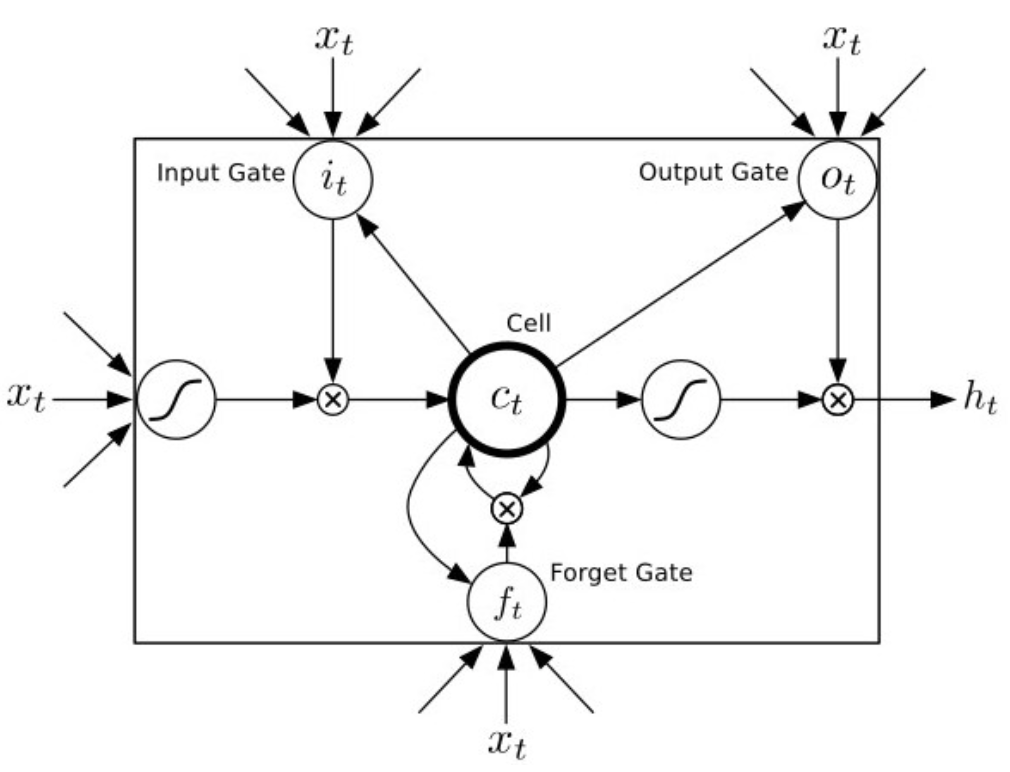 x_t
x_t
Input Gate
i_t
Output Gate
o_t
Cell
x_t
c_t
h_t
Forget Gate
f_t
x_t